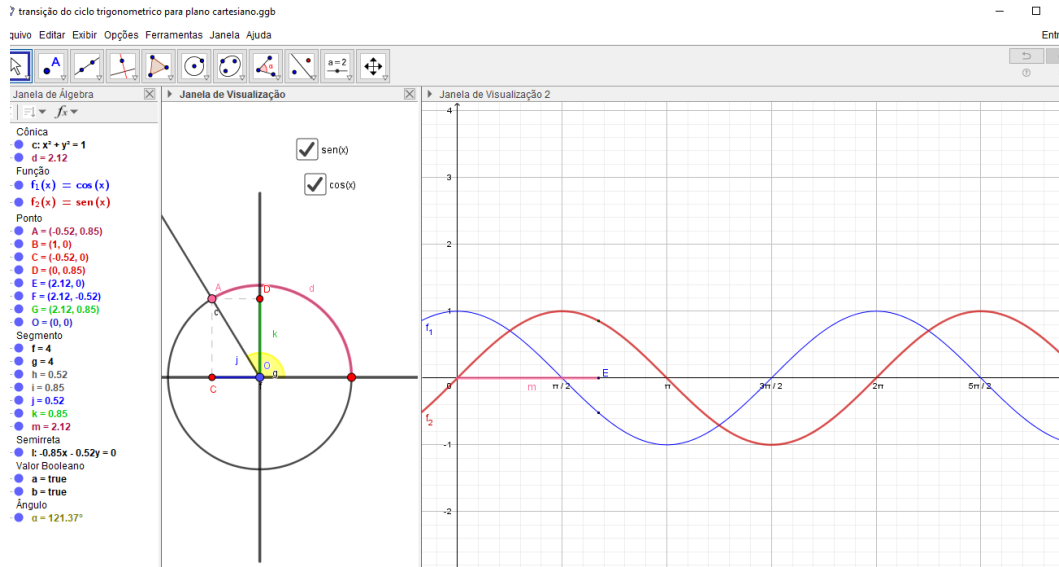 transição do ciclo trigonometrico para plano cartesiano.ggb
quivo Editar Exibir Opções Ferramentas Janela Ajuda
Entr
A
α
a=2
Janela de Álgebra
Janela de Visualização
Janela de Visualização 2
fx
Cônica
c: x² + y² = 1
d = 2.12
Função
f₁(x) = cos (x)
f₂(x) = sen (x)
Ponto
A = (-0.52, 0.85)
B = (1, 0)
C = (-0.52, 0)
D = (0, 0.85)
E = (2.12, 0)
F = (2.12, -0.52)
G = (2.12, 0.85)
O = (0, 0)
Segmento
f = 4
g = 4
h = 0.52
i = 0.85
j = 0.52
k = 0.85
m = 2.12
Semirreta
l: -0.85x - 0.52y = 0
Valor Booleano
a = true
b = true
Ângulo
α = 121.37°
sen(x)
cos(x)
A
D
d
c
k
j
O
g
C
f
4
3
2
1
f₁
E
0
m
π / 2
π
3π / 2
2π
5π / 2
f₂
-1
-2